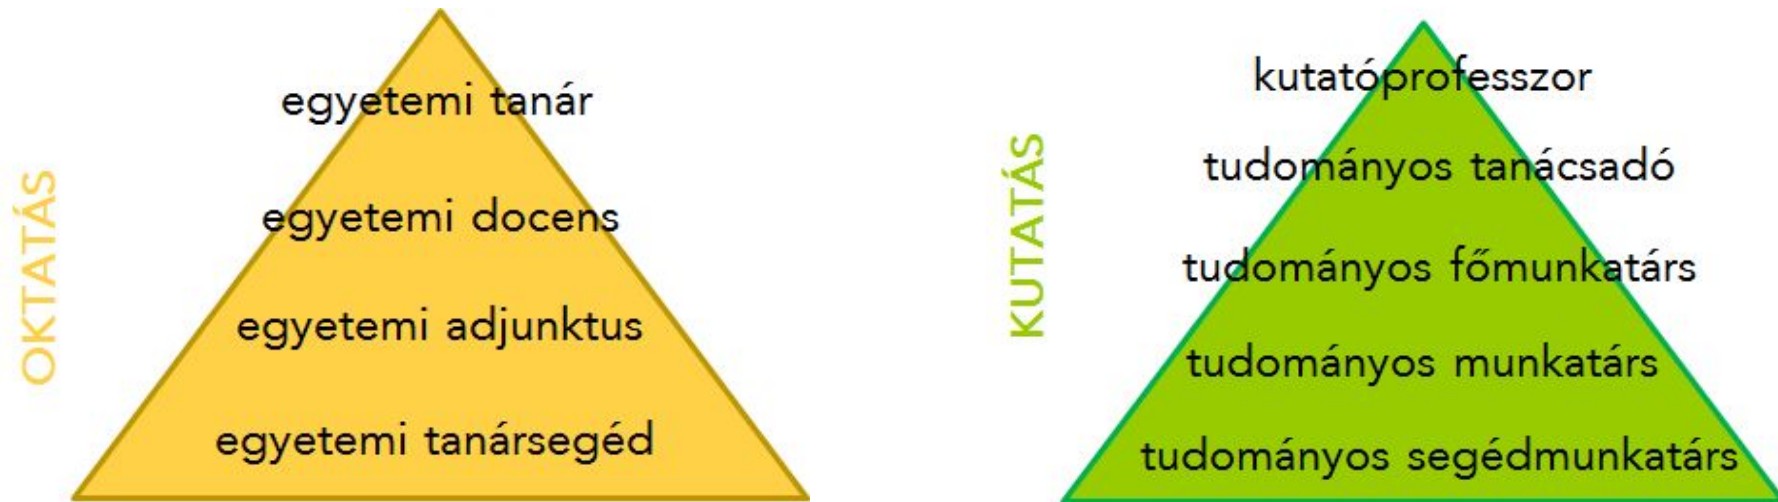 OKTATÁS
egyetemi tanár
egyetemi docens
egyetemi adjunktus
egyetemi tanársegéd
KUTATÁS
kutatóprofesszor
tudományos tanácsadó
tudományos főmunkatárs
tudományos munkatárs
tudományos segédmunkatárs